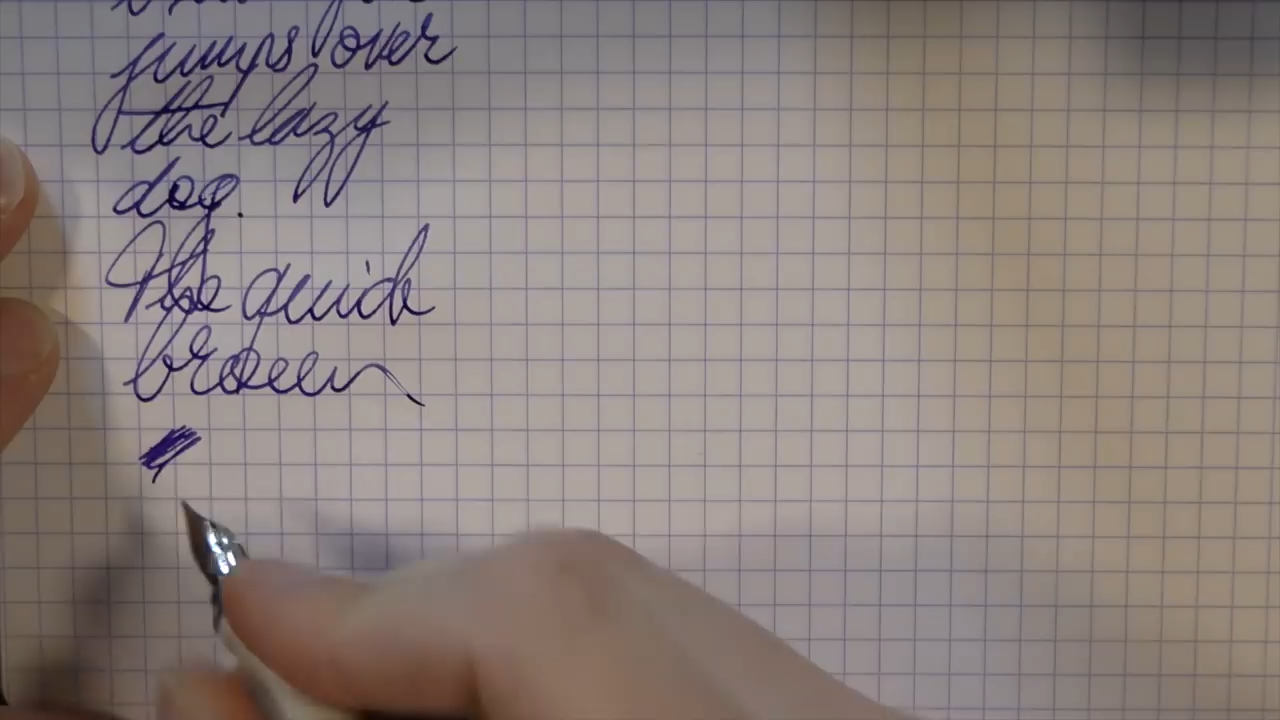 jumps over
the lazy
dog.
The quick
brown